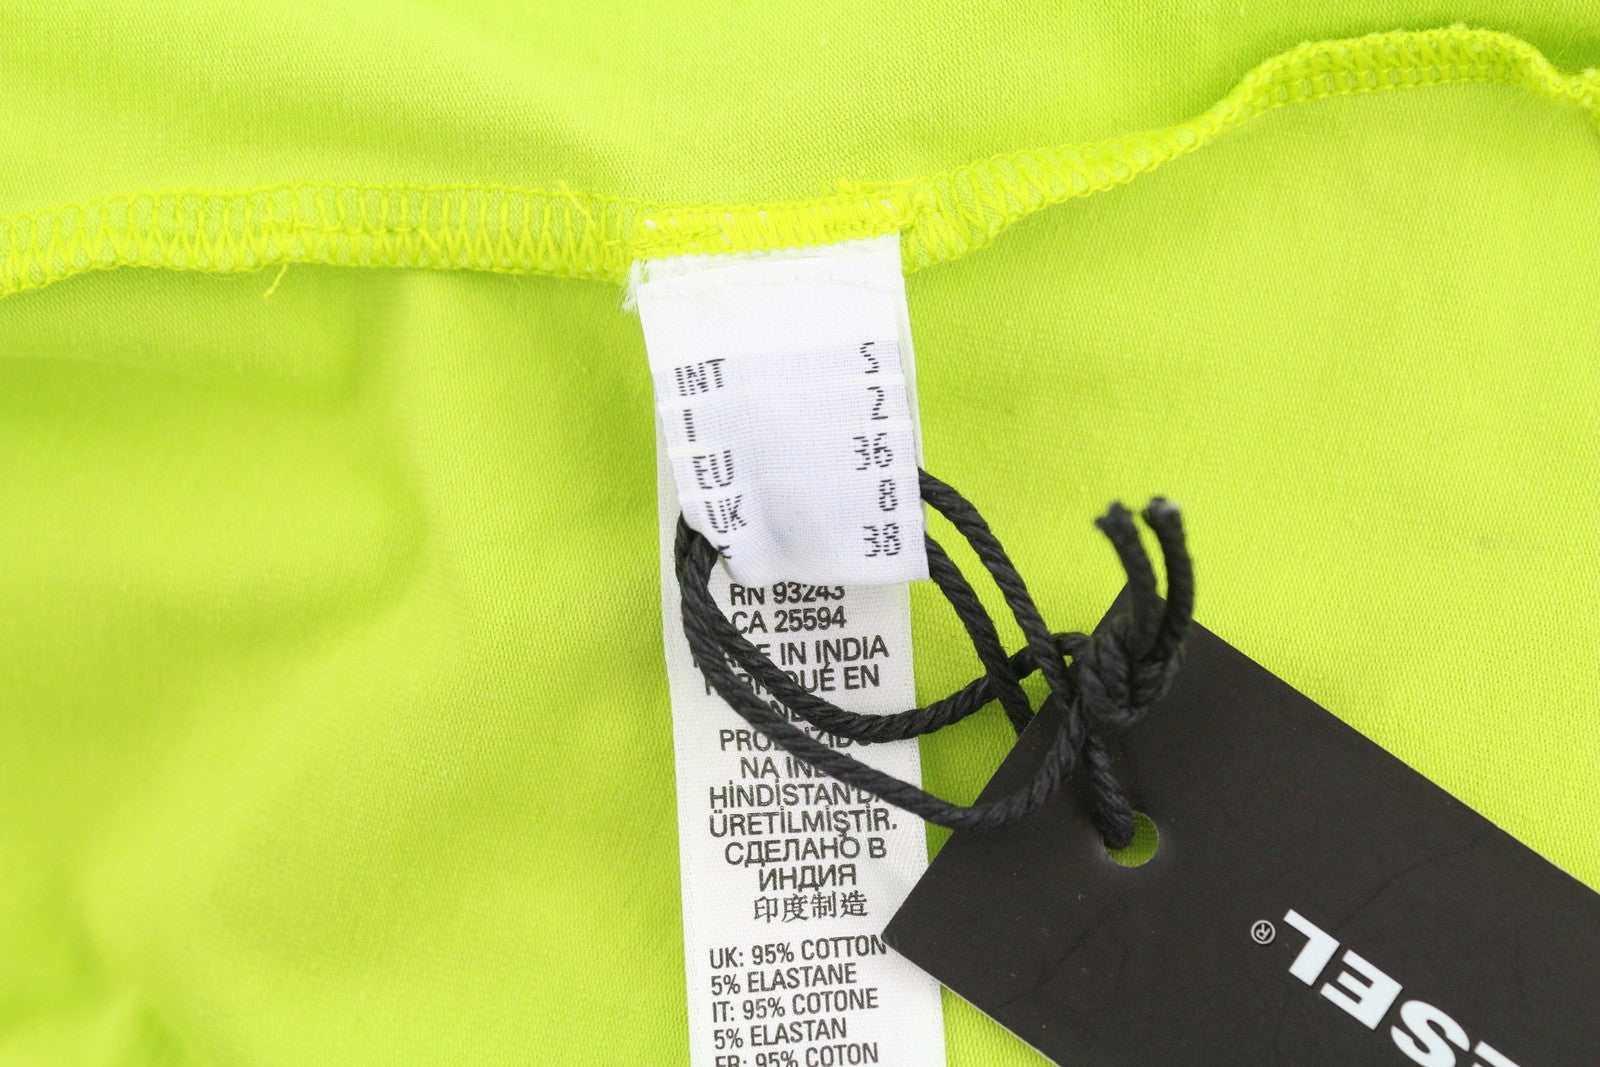 INT S
I 2
EU 36
UK 8
38
RN 93243
CA 25594
MADE IN INDIA
FABRIQUÉ EN
PRODUZIDO
NA INDIA
HİNDİSTAN'DA
ÜRETİLMİŞTİR.
СДЕЛАНО В
ИНДИЯ
印度制造
UK: 95% COTTON
5% ELASTANE
IT: 95% COTONE
5% ELASTAN
FR: 95% COTON
ESEL®